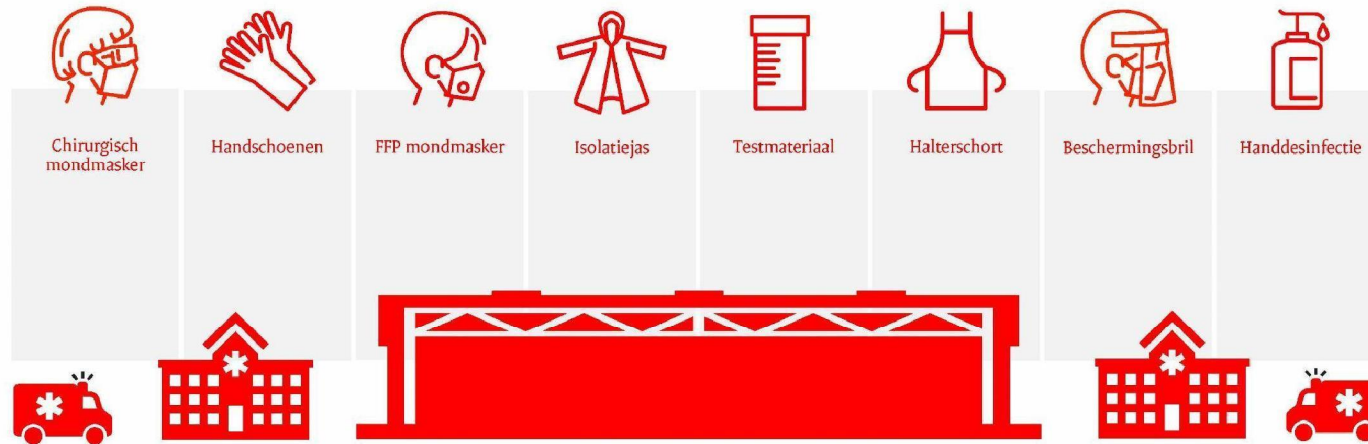 Chirurgisch
mondmasker
Handschoenen
FFP mondmasker
Isolatiejas
Testmateriaal
Halterschort
Beschermingsbril
Handdesinfectie